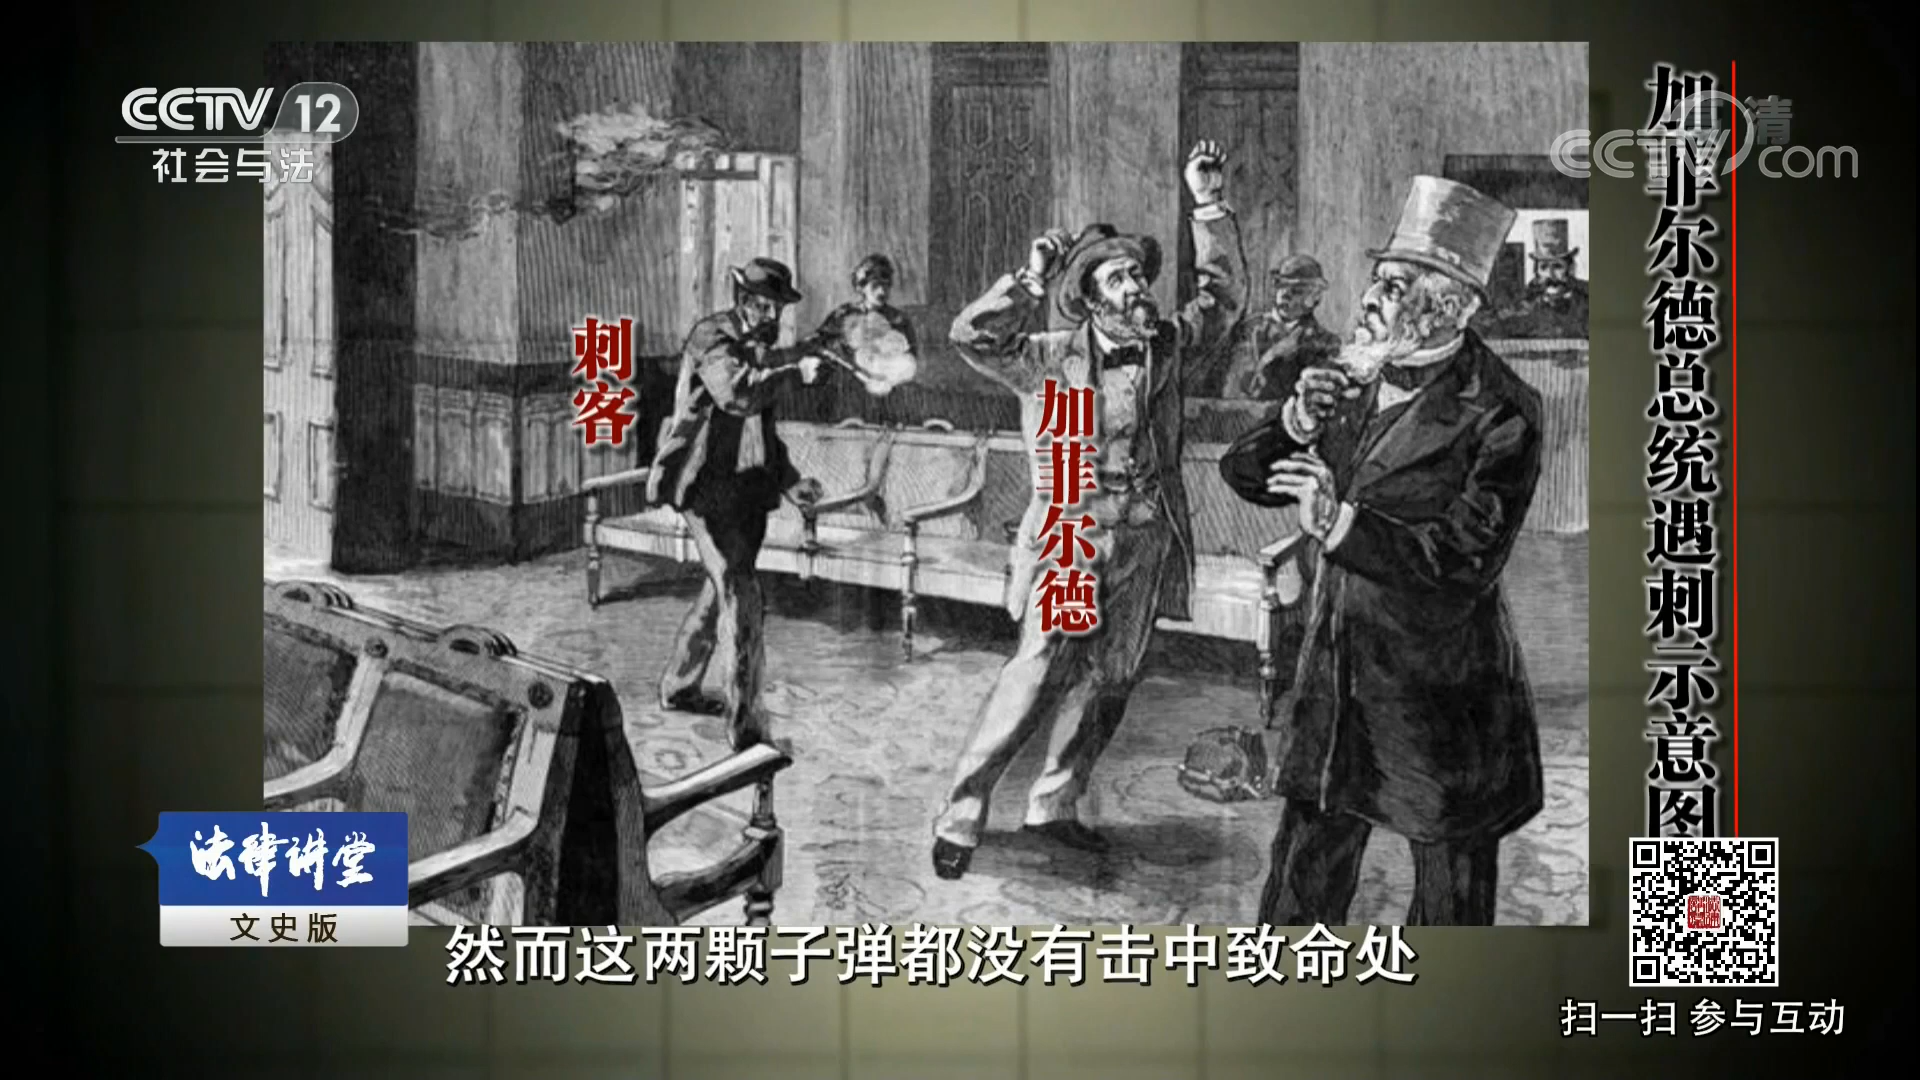 CCTV 12
社会与法
高清
CCTV com
加菲尔德总统遇刺示意图
刺客
加菲尔德
法律讲堂
文史版
然而这两颗子弹都没有击中致命处
扫一扫 参与互动